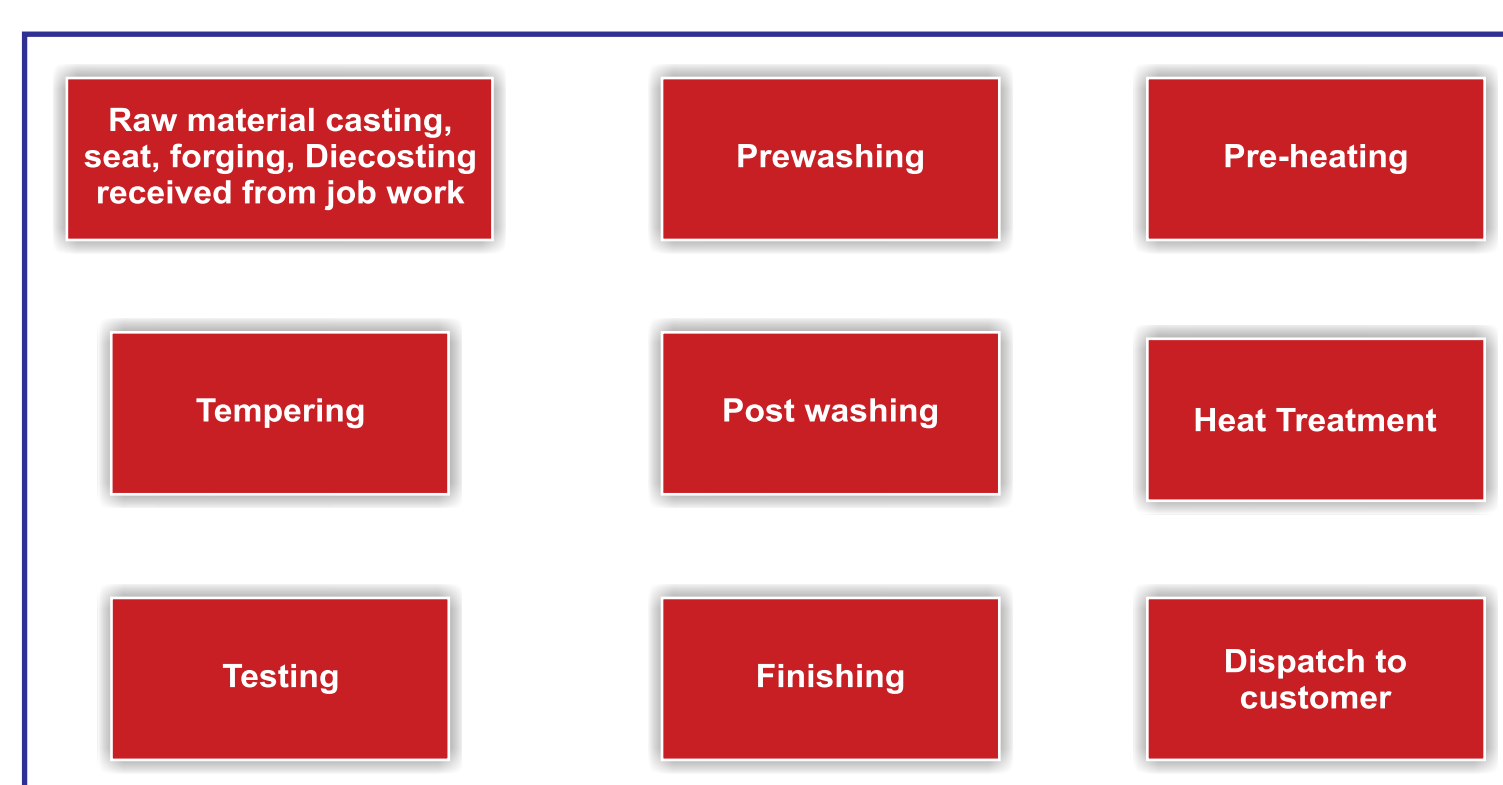 Raw material casting,
seat, forging, Diecosting
received from job work
Prewashing
Pre-heating
Tempering
Post washing
Heat Treatment
Testing
Finishing
Dispatch to
customer